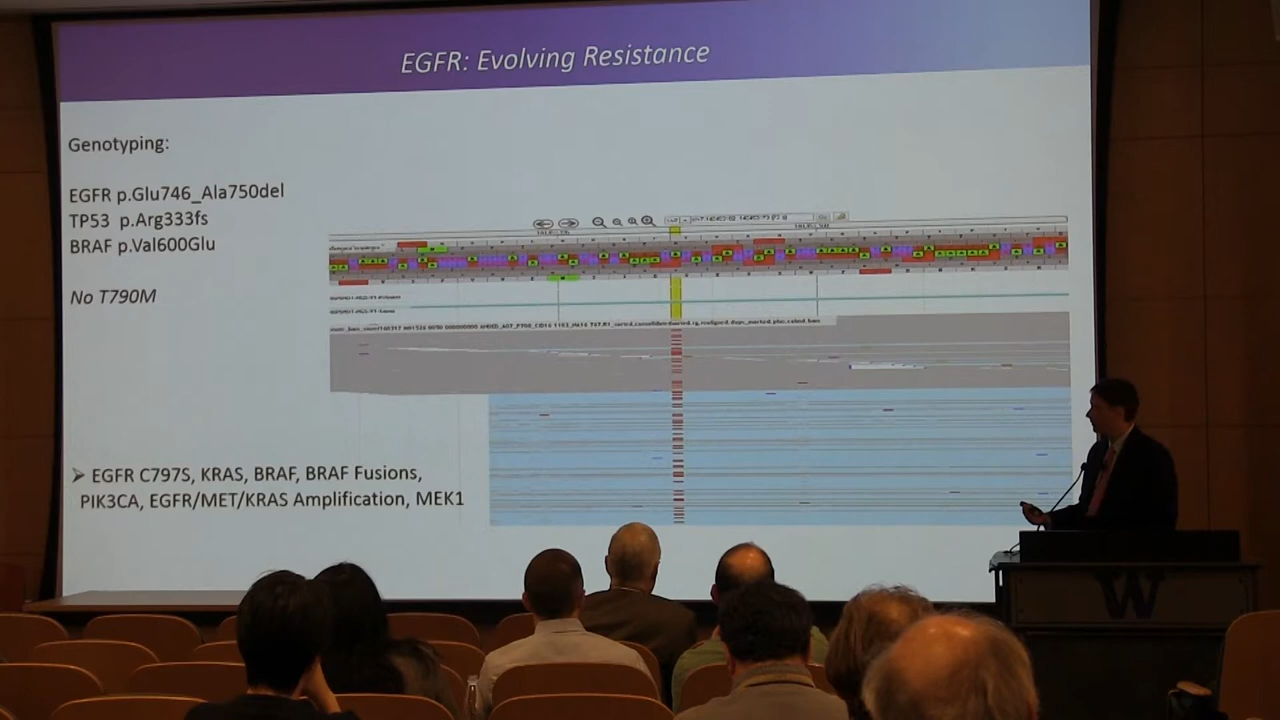 EGFR: Evolving Resistance
Genotyping:
EGFR p.Glu746_Ala750del
TP53 p.Arg333fs
BRAF p.Val600Glu
No T790M
➢ EGFR C797S, KRAS, BRAF, BRAF Fusions,
PIK3CA, EGFR/MET/KRAS Amplification, MEK1
W